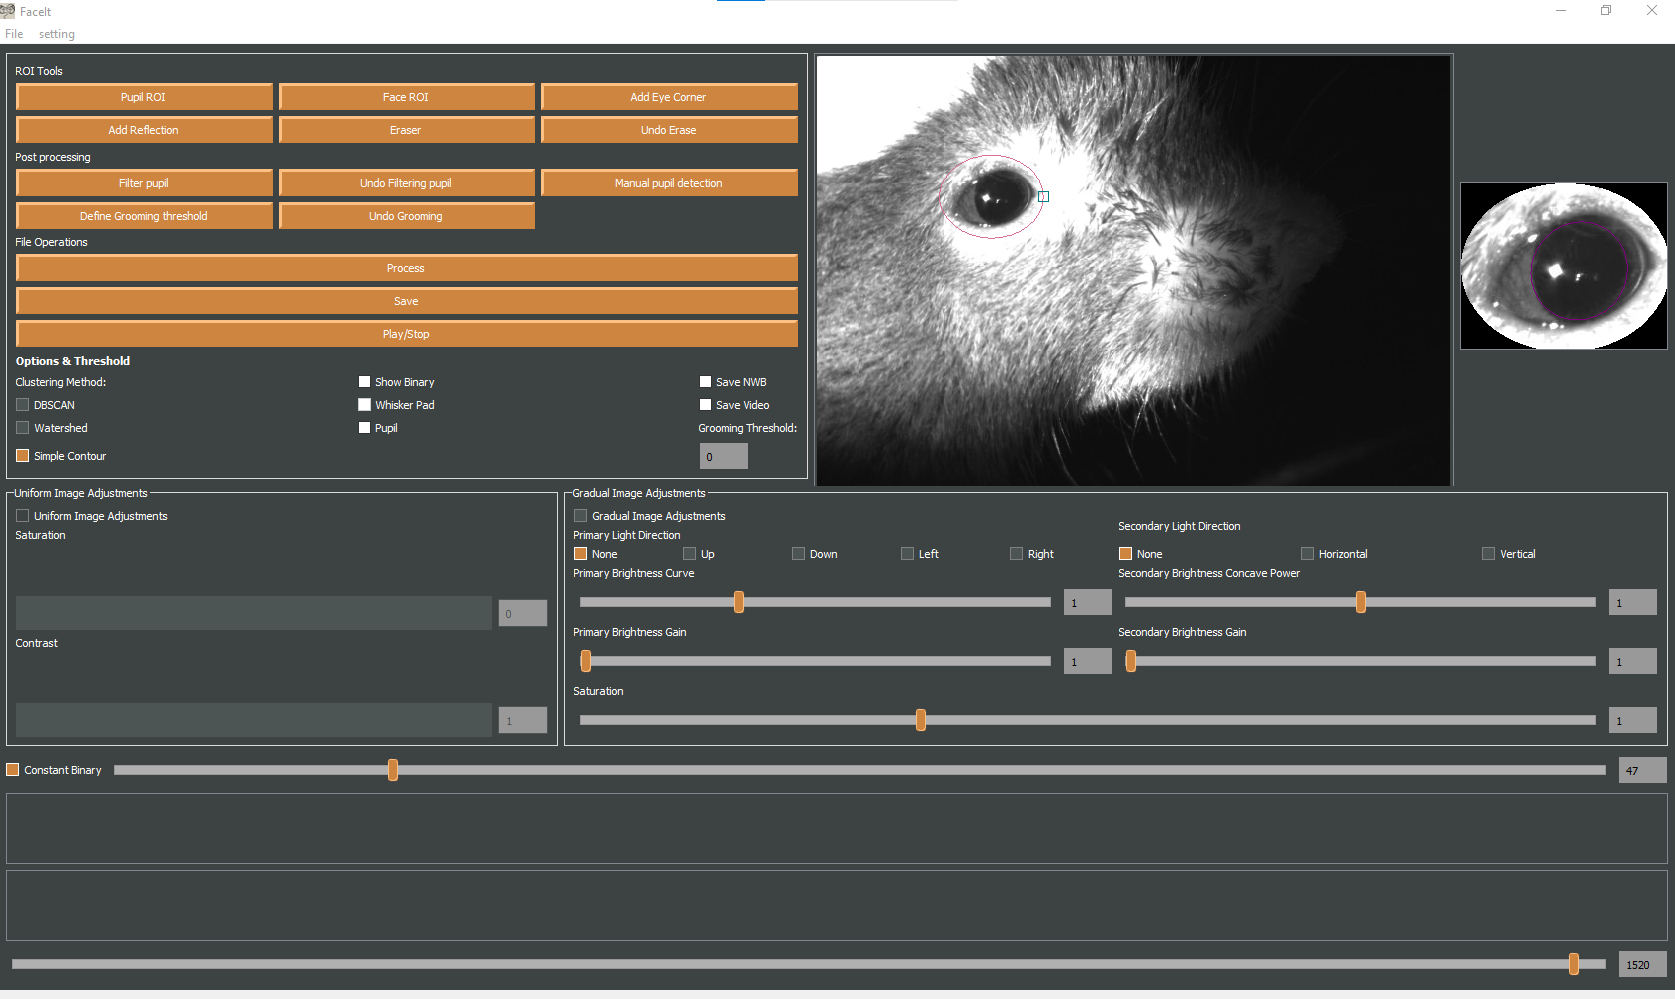 FaceIt
File setting
ROI Tools
Pupil ROI Face ROI Add Eye Corner
Add Reflection Eraser Undo Erase
Post processing
Filter pupil Undo Filtering pupil Manual pupil detection
Define Grooming threshold Undo Grooming
File Operations
Process
Save
Play/Stop
Options & Threshold
Clustering Method: Show Binary Save NWB
DBSCAN Whisker Pad Save Video
Watershed Pupil Grooming Threshold:
Simple Contour 0
Uniform Image Adjustments
Uniform Image Adjustments
Saturation
0
Contrast
1
Gradual Image Adjustments
Gradual Image Adjustments
Primary Light Direction
None Up Down Left Right
Primary Brightness Curve
1
Primary Brightness Gain
1
Secondary Light Direction
None Horizontal Vertical
Secondary Brightness Concave Power
1
Secondary Brightness Gain
1
Saturation
1
Constant Binary 47
1520